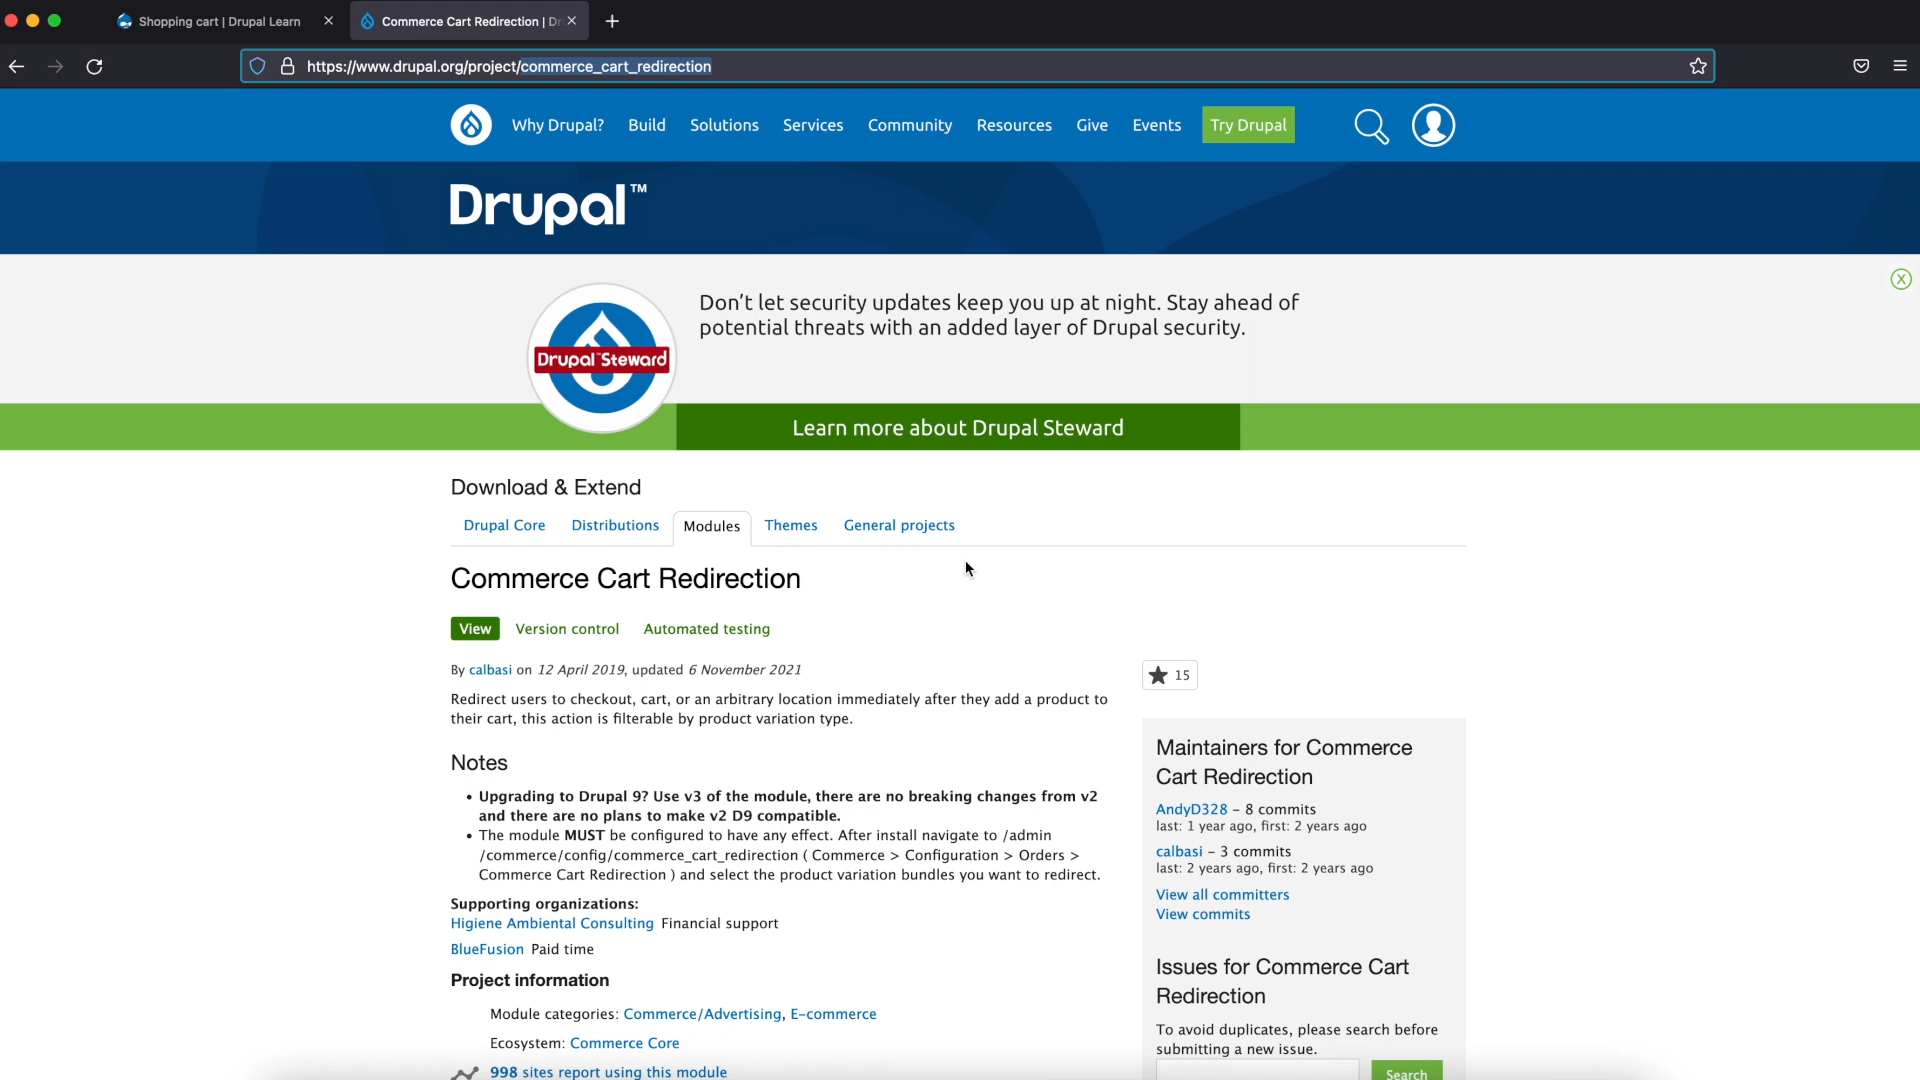 Shopping cart | Drupal Learn
Commerce Cart Redirection | Dr
https://www.drupal.org/project/commerce_cart_redirection
Why Drupal? Build Solutions Services Community Resources Give Events Try Drupal
Drupal™
Don't let security updates keep you up at night. Stay ahead of
potential threats with an added layer of Drupal security.
X
Drupal™Steward
Learn more about Drupal Steward
Download & Extend
Drupal Core Distributions Modules Themes General projects
Commerce Cart Redirection
View Version control Automated testing
By calbasi on 12 April 2019, updated 6 November 2021
Redirect users to checkout, cart, or an arbitrary location immediately after they add a product to
their cart, this action is filterable by product variation type.
Notes
• Upgrading to Drupal 9? Use v3 of the module, there are no breaking changes from v2
and there are no plans to make v2 D9 compatible.
• The module MUST be configured to have any effect. After install navigate to /admin
/commerce/config/commerce_cart_redirection ( Commerce > Configuration > Orders >
Commerce Cart Redirection ) and select the product variation bundles you want to redirect.
Supporting organizations:
Higiene Ambiental Consulting Financial support
BlueFusion Paid time
Project information
Module categories: Commerce/Advertising, E-commerce
Ecosystem: Commerce Core
998 sites report using this module
15
Maintainers for Commerce
Cart Redirection
AndyD328 – 8 commits
last: 1 year ago, first: 2 years ago
calbasi – 3 commits
last: 2 years ago, first: 2 years ago
View all committers
View commits
Issues for Commerce Cart
Redirection
To avoid duplicates, please search before
submitting a new issue.
Search